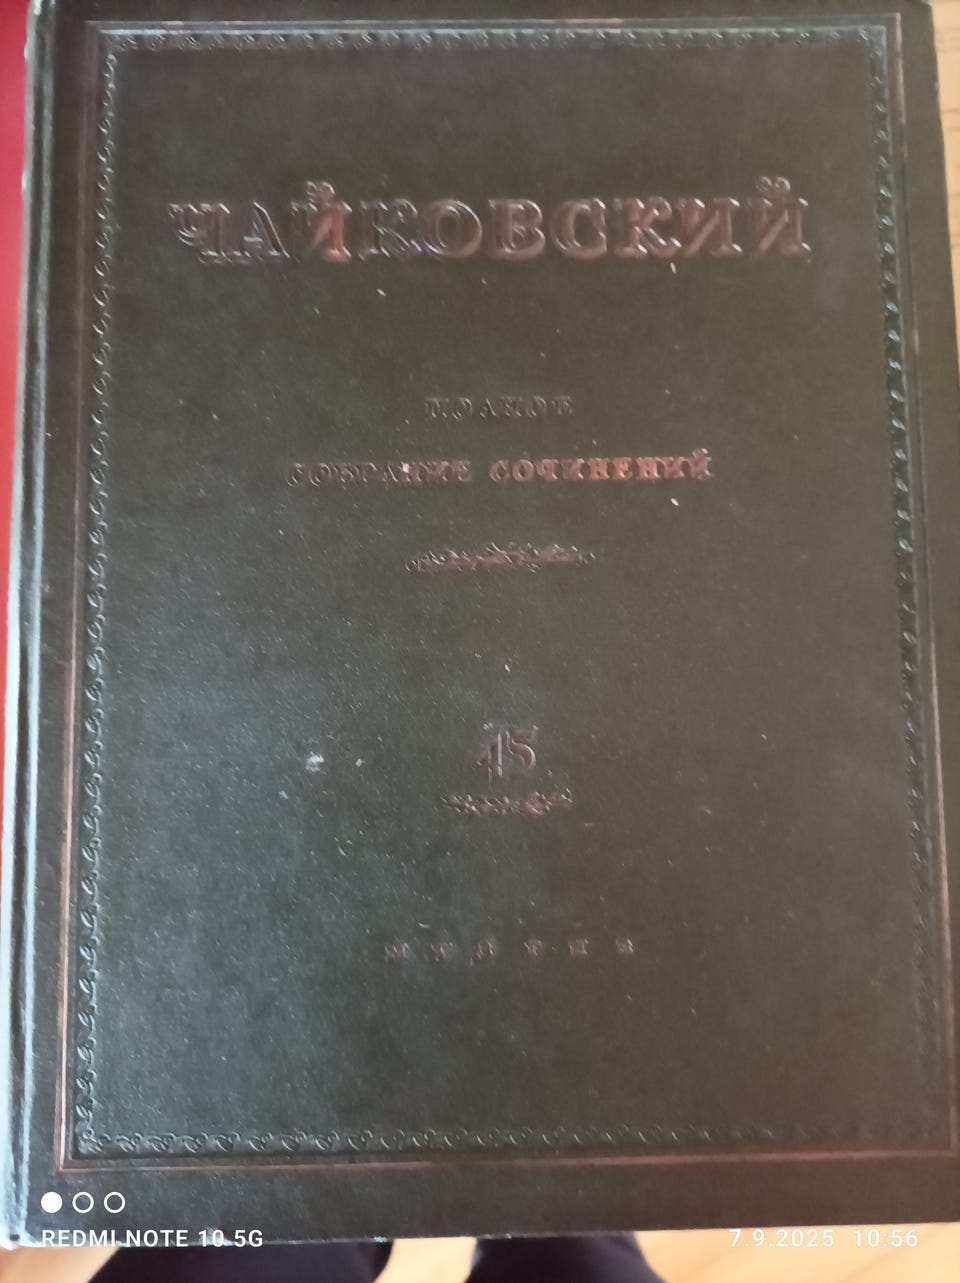 ЧАЙКОВСКИЙ
ПОЛНОЕ
СОБРАНИЕ СОЧИНЕНИЙ
45
МУЗГИЗ
REDMI NOTE 10 5G
7.9.2025 10:56